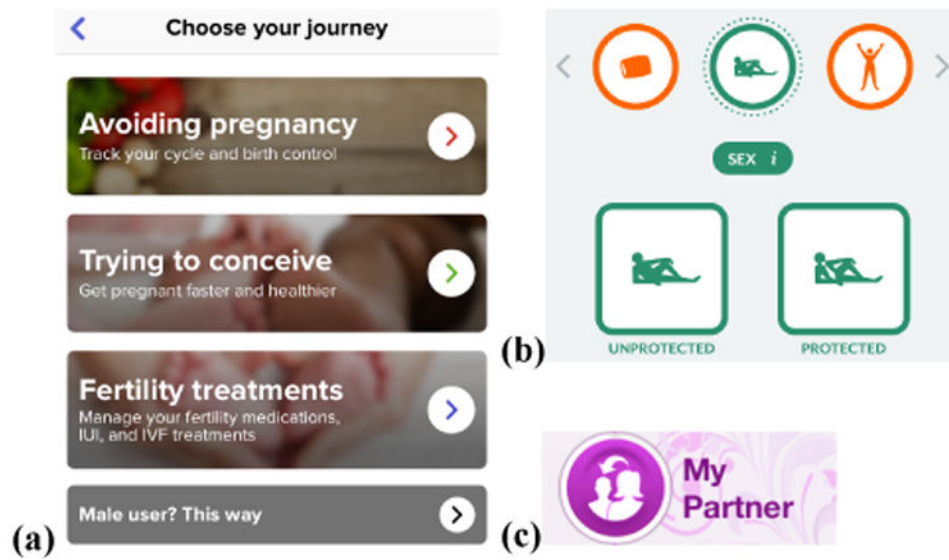 Choose your journey
Avoiding pregnancy
Track your cycle and birth control
Trying to conceive
Get pregnant faster and healthier
Fertility treatments
Manage your fertility medications,
IUI, and IVF treatments
Male user? This way
(a)
SEX i
UNPROTECTED
PROTECTED
(b)
My
Partner
(c)